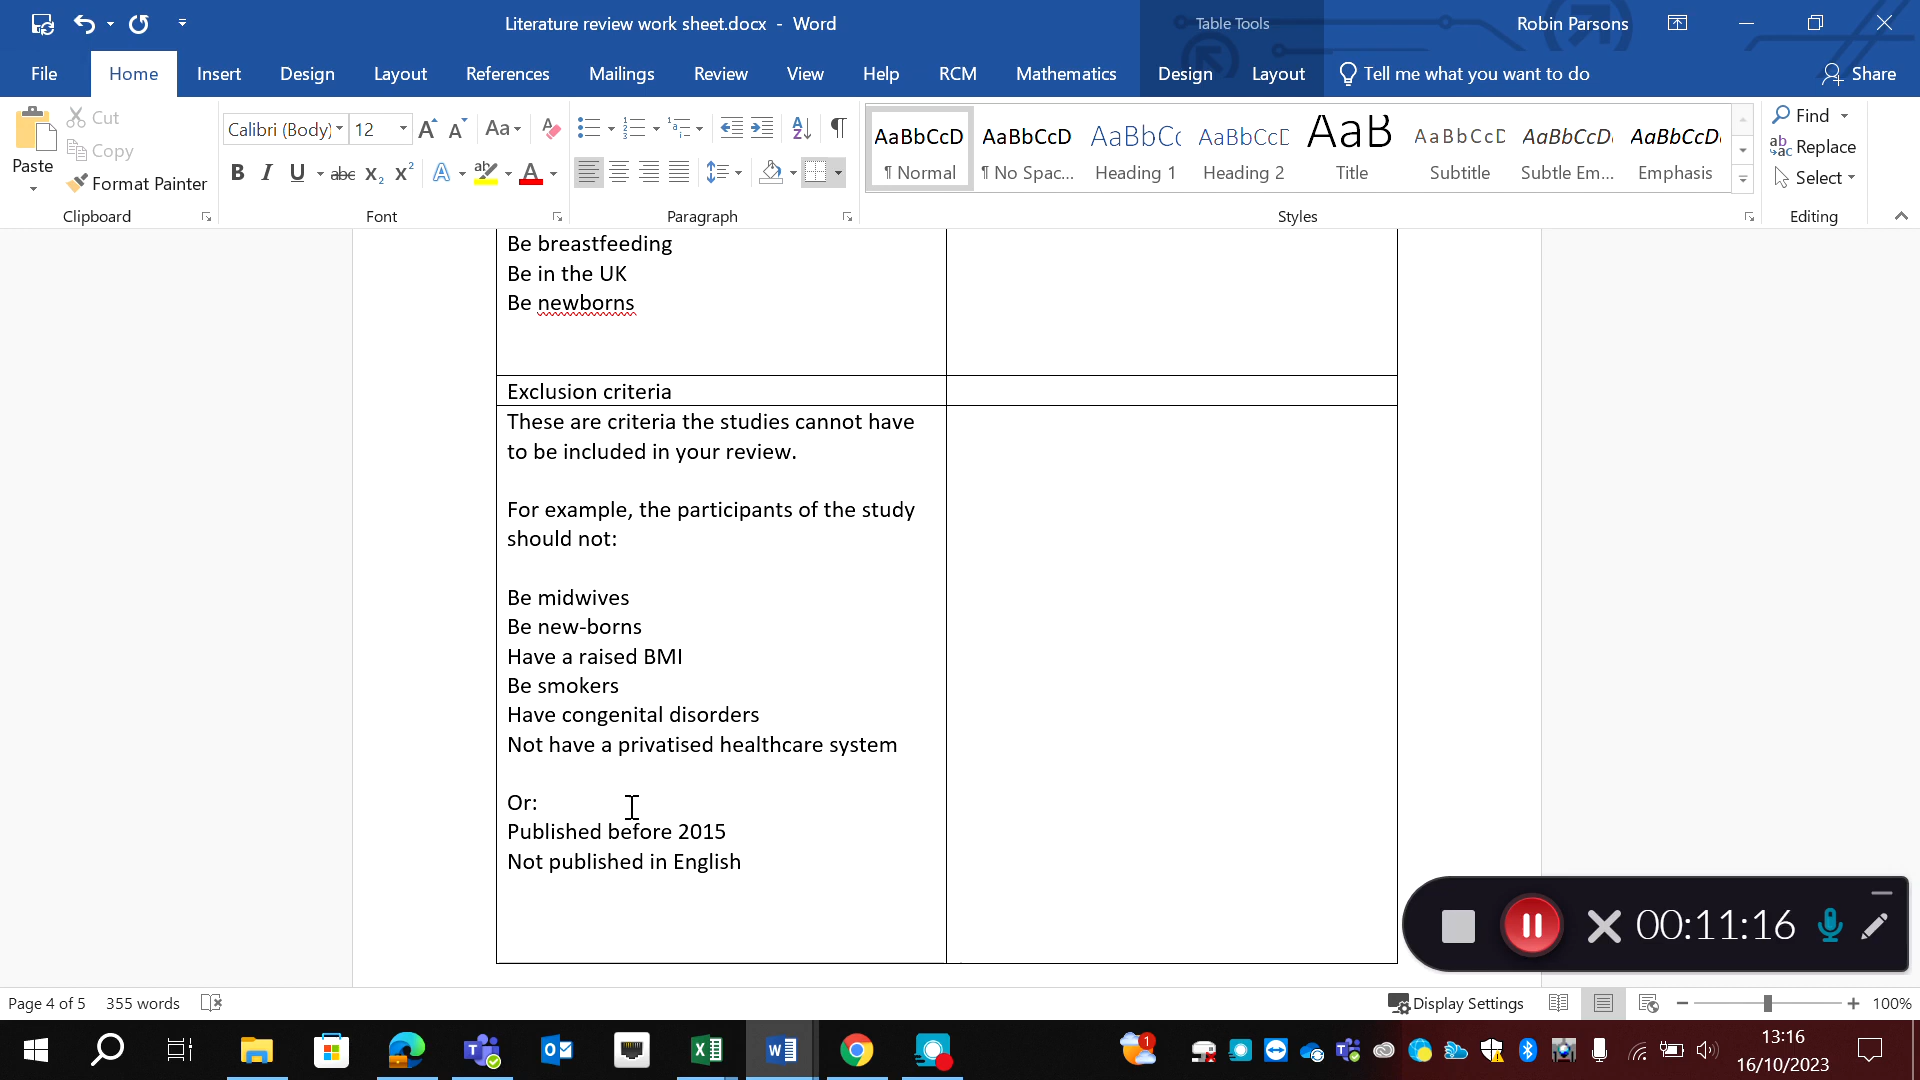 Literature review work sheet.docx - Word
Table Tools
Robin Parsons
File Home Insert Design Layout References Mailings Review View Help RCM Mathematics Design Layout Tell me what you want to do Share
Paste
Cut
Copy
Format Painter
Clipboard
Calibri (Body) 12
Font
Paragraph
AaBbCcD AaBbCcD AaBbCc AaBbCcD AaB AaBbCcD AaBbCcD AaBbCcD
¶ Normal ¶ No Spac... Heading 1 Heading 2 Title Subtitle Subtle Em... Emphasis
Styles
Find
Replace
Select
Editing
Be breastfeeding
Be in the UK
Be newborns
Exclusion criteria
These are criteria the studies cannot have
to be included in your review.
For example, the participants of the study
should not:
Be midwives
Be new-borns
Have a raised BMI
Be smokers
Have congenital disorders
Not have a privatised healthcare system
Or:
Published before 2015
Not published in English
00:11:16
Page 4 of 5 355 words
Display Settings
100%
13:16
16/10/2023